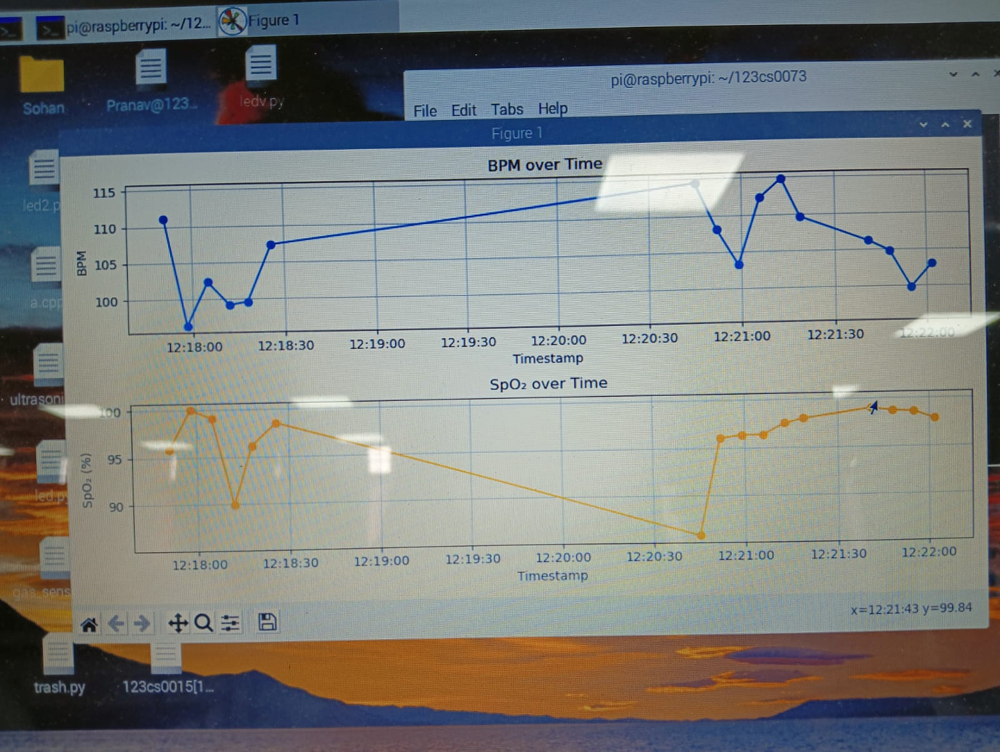 pi@raspberrypi: ~/12...
Figure 1
Sohan
Pranav@123...
ledv.py
pi@raspberrypi: ~/123cs0073
File Edit Tabs Help
Figure 1
led2.p
a.cpp
ultrasoni
led.p
gas_sens
BPM over Time
115
110
105
100
BPM
12:18:00 12:18:30 12:19:00 12:19:30 12:20:00 12:20:30 12:21:00 12:21:30 12:22:00
Timestamp
SpO₂ over Time
100
95
90
SpO₂ (%)
12:18:00 12:18:30 12:19:00 12:19:30 12:20:00 12:20:30 12:21:00 12:21:30 12:22:00
Timestamp
x=12:21:43 y=99.84
trash.py
123cs0015[1...